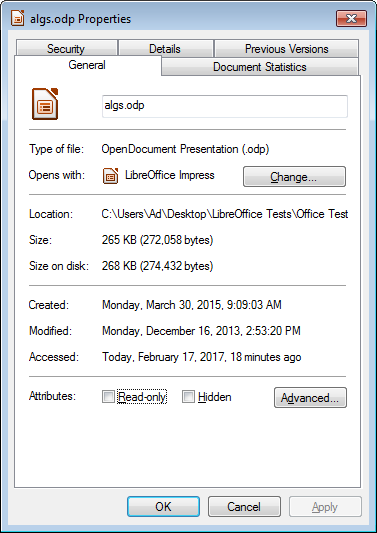 algs.odp Properties
Security Details Previous Versions
General Document Statistics
algs.odp
Type of file: OpenDocument Presentation (.odp)
Opens with: LibreOffice Impress Change...
Location: C:\Users\Ad\Desktop\LibreOffice Tests\Office Test
Size: 265 KB (272,058 bytes)
Size on disk: 268 KB (274,432 bytes)
Created: Monday, March 30, 2015, 9:09:03 AM
Modified: Monday, December 16, 2013, 2:53:20 PM
Accessed: Today, February 17, 2017, 18 minutes ago
Attributes: Read-only Hidden Advanced...
OK Cancel Apply